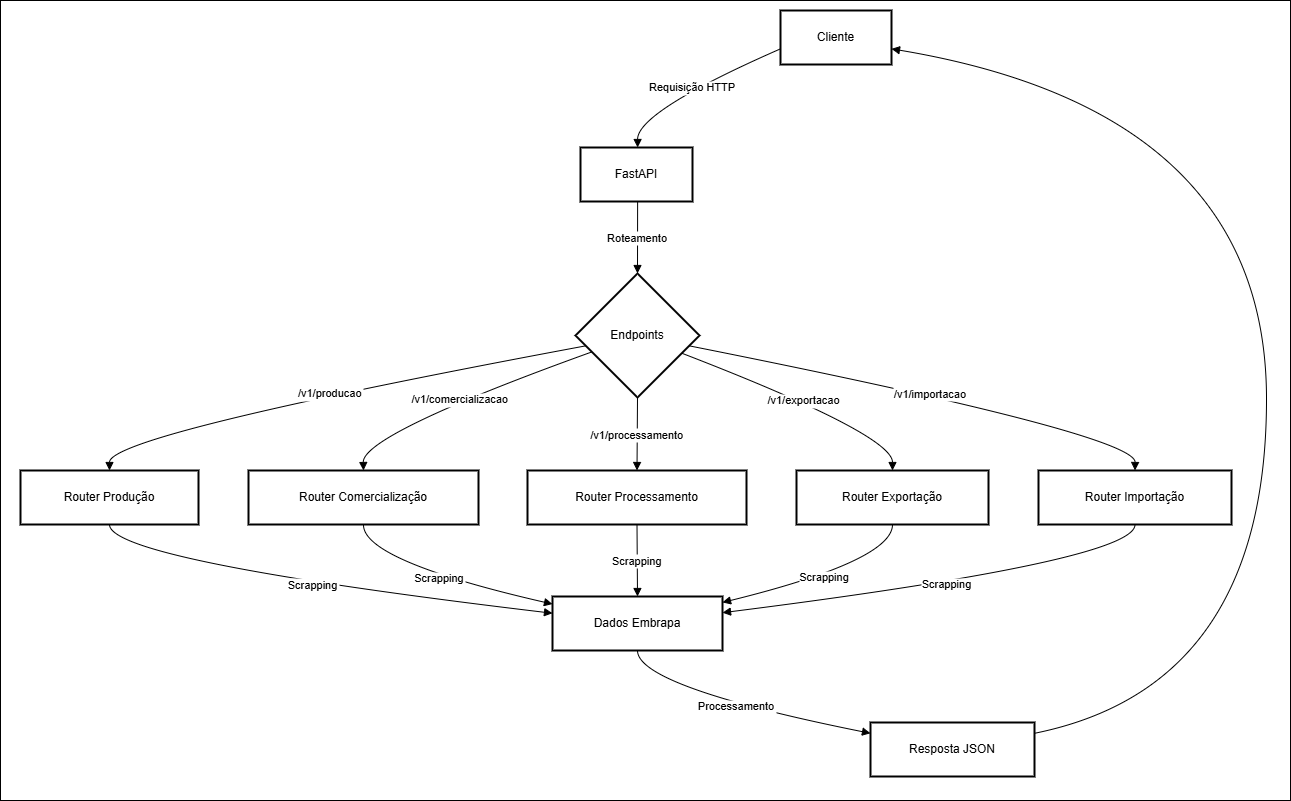 Cliente
Requisição HTTP
FastAPI
Roteamento
Endpoints
/v1/producao
/v1/comercializacao
/v1/processamento
/v1/exportacao
/v1/importacao
Router Produção
Router Comercialização
Router Processamento
Router Exportação
Router Importação
Scrapping
Scrapping
Scrapping
Scrapping
Scrapping
Dados Embrapa
Processamento
Resposta JSON